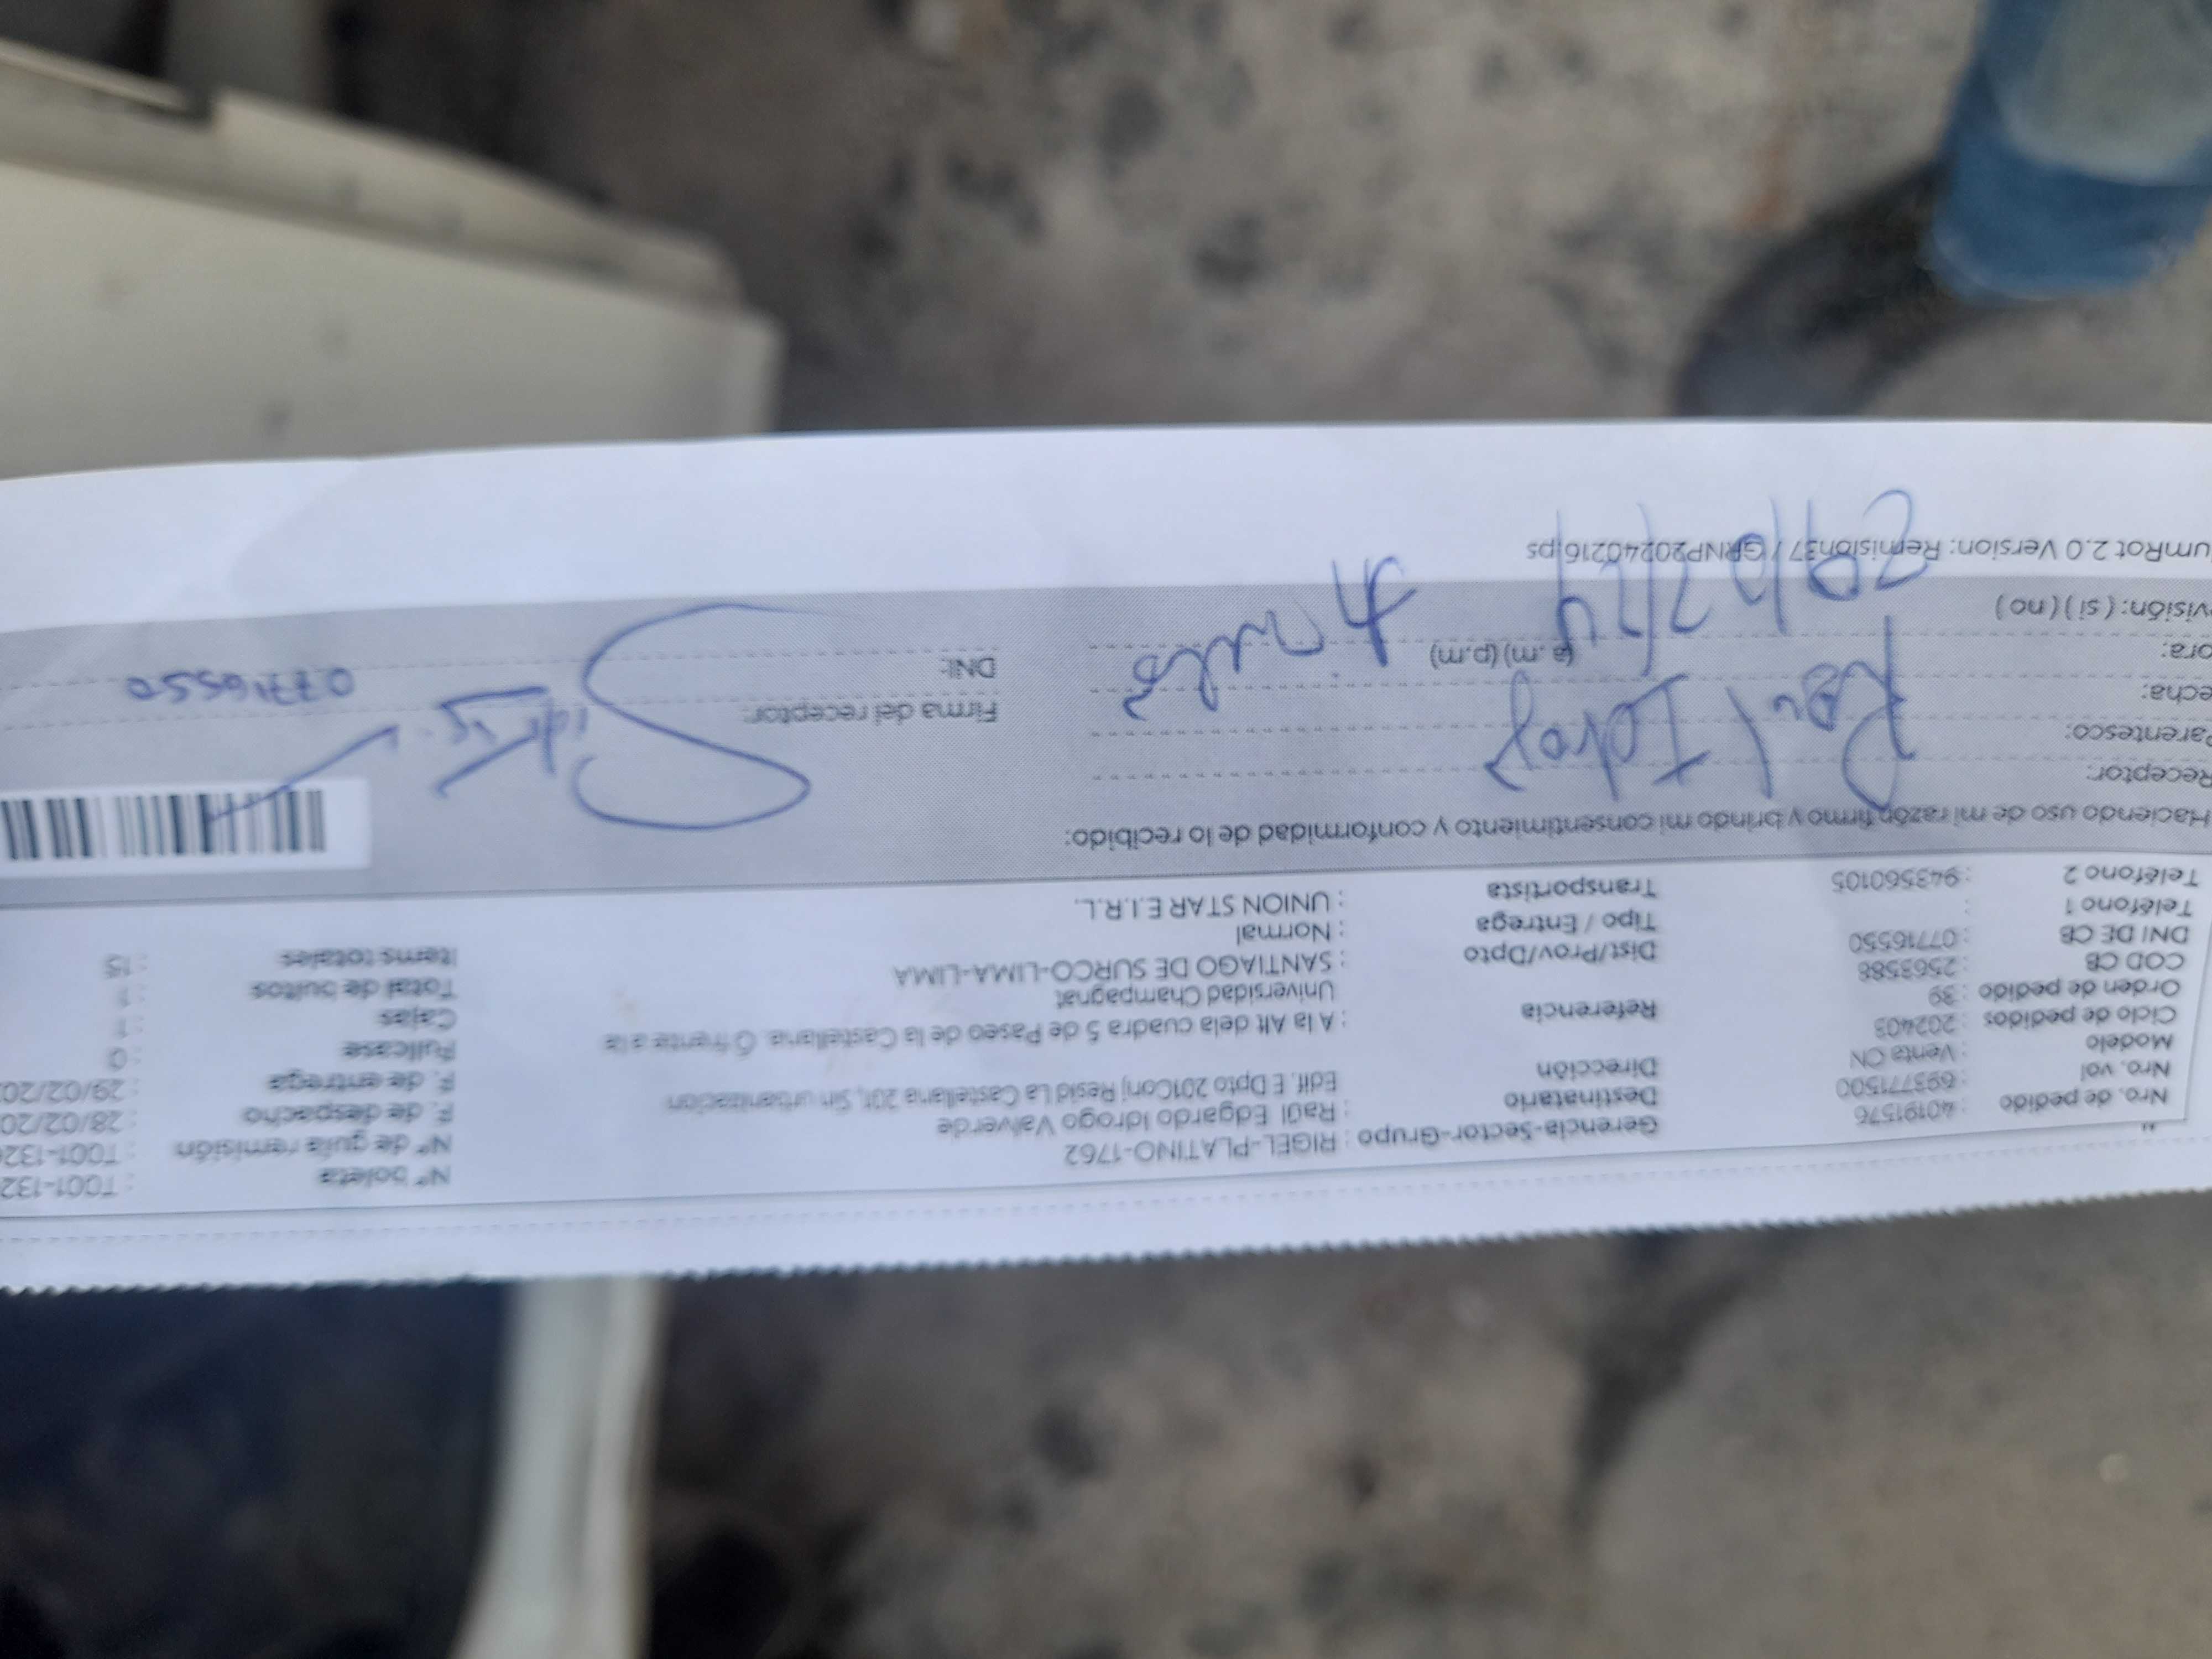 Nº boleta : T001-132
Gerencia-Sector-Grupo : RIGEL-PLATINO-1762
Nº de guía remisión : T001-132
Nro. de pedido : 40191576
Destinatario : Raúl Edgardo Idrogo Valverde
F. de despacho : 28/02/20
Nro. vol : 693771500
Dirección : Edif. E Dpto 201Conj Resid La Castellana 201, Sin urbanización
F. de entrega : 29/02/20
Modelo : Venta CN
Fullcase : 0
Ciclo de pedidos : 202403
Referencia : A la Alt dela cuadra 5 de Paseo de la Castellana. Ó frente a la
Universidad Champagnat
Cajas : 1
Orden de pedido : 39
Total de bultos : 1
COD CB : 2563588
Dist/Prov/Dpto : SANTIAGO DE SURCO-LIMA-LIMA
Items totales : 15
DNI DE CB : 07716550
Tipo / Entrega : Normal
Teléfono 1 :
Transportista : UNION STAR E.I.R.L.
Teléfono 2 : 943560105
Haciendo uso de mi razón firmo y brindo mi consentimiento y conformidad de lo recibido:
Receptor:
Raul
Parentesco:
Firma del receptor:
echa:
DNI: 07716550
ora: (a.m) (p.m)
visión: ( si ) ( no )
umRot 2.0 Version: Remision37 / GRNP20240216.ps